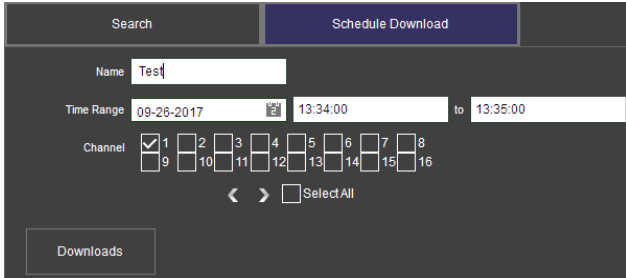 Search Schedule Download
Name Test
Time Range 09-26-2017 2 13:34:00 to 13:35:00
Channel 1 2 3 4 5 6 7 8
9 10 11 12 13 14 15 16
Select All
Downloads